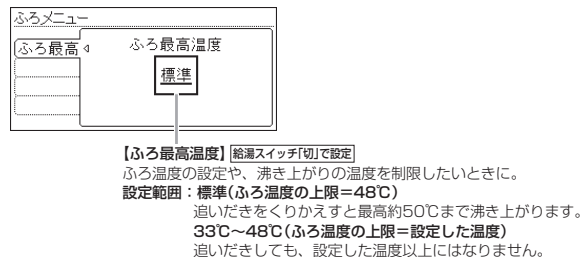 ふろメニュー
ふろ最高
ふろ最高温度
標準
【ふろ最高温度】給湯スイッチ「切」で設定
ふろ温度の設定や、沸き上がりの温度を制限したいときに。
設定範囲：標準(ふろ温度の上限＝48℃)
追いだきをくりかえすと最高約50℃まで沸き上がります。
33℃～48℃(ふろ温度の上限＝設定した温度)
追いだきしても、設定した温度以上にはなりません。